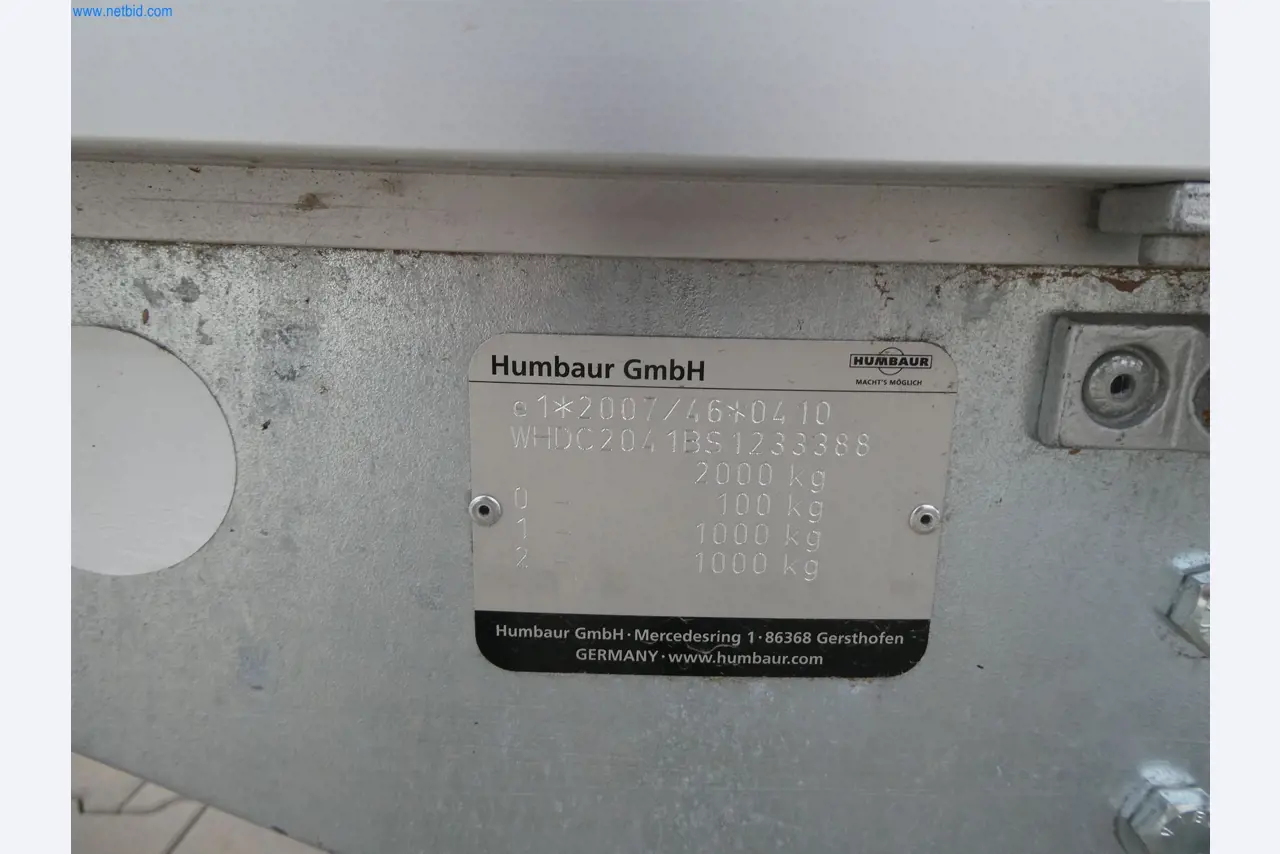 www.netbid.com
Humbaur GmbH
HUMBAUR
MACHT'S MÖGLICH
e1*2007/46*0410
WHDC2041BS1233388
2000 kg
0 - 100 kg
1 - 1000 kg
2 - 1000 kg
Humbaur GmbH · Mercedesring 1 · 86368 Gersthofen
GERMANY · www.humbaur.com